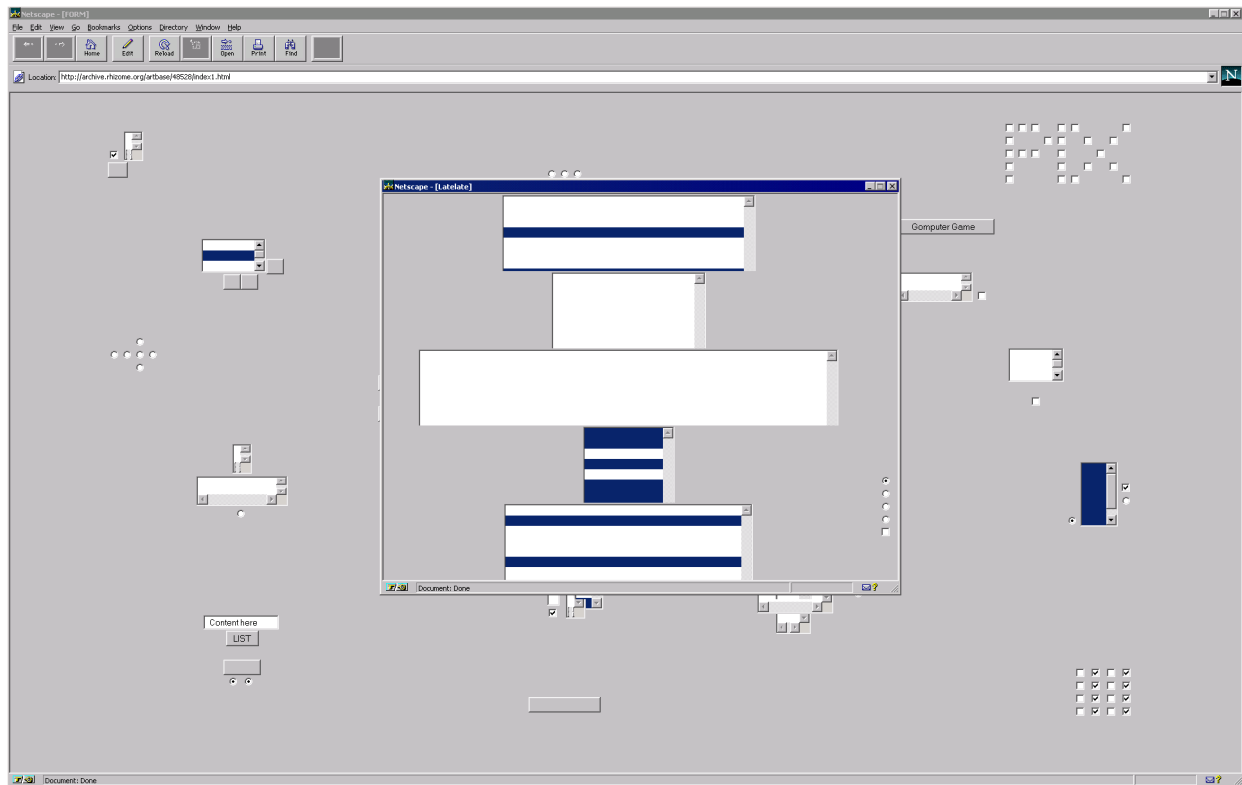 Netscape - [FORM]
File Edit View Go Bookmarks Options Directory Window Help
Home Edit Reload Open Print Find
Location: http://archive.rhizome.org/artbase/48528/index1.html
N
Netscape - [Latelate]
Gomputer Game
Document: Done
Content here
LIST
Document: Done